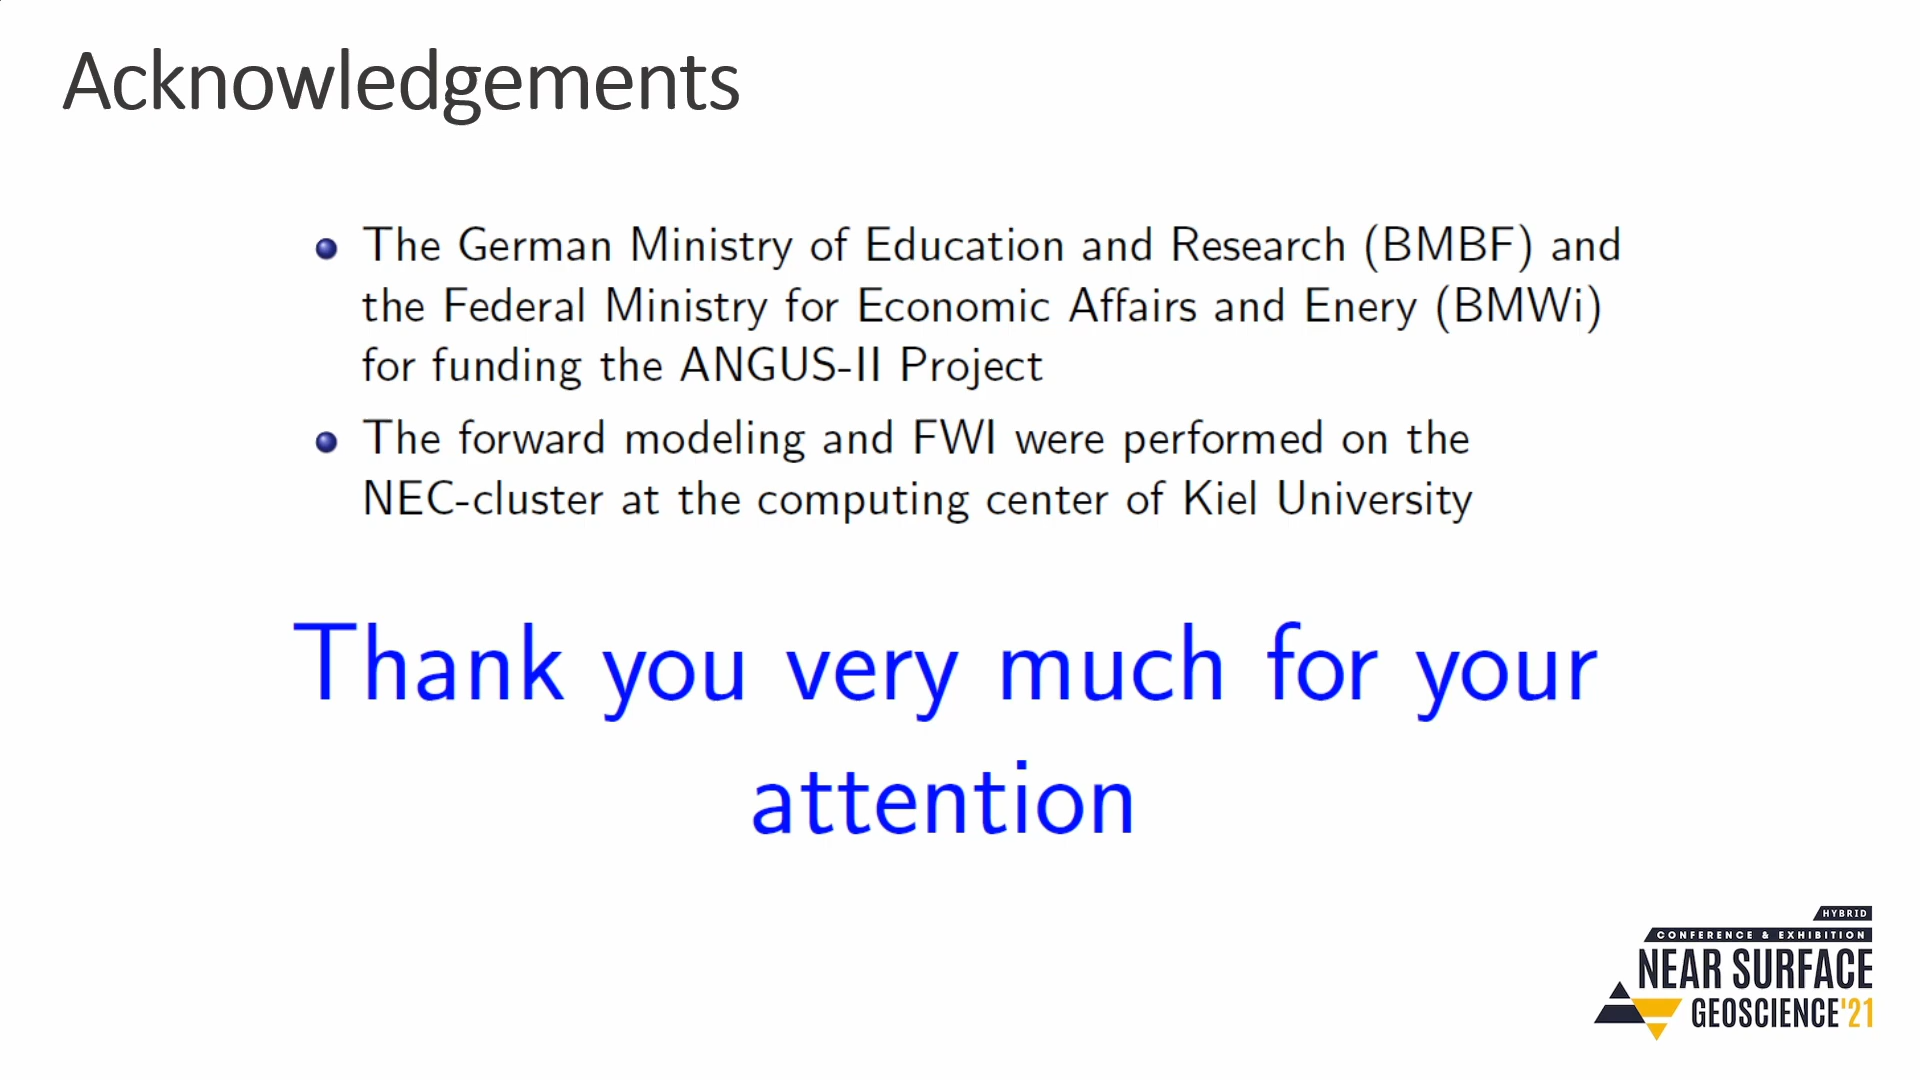 Acknowledgements
The German Ministry of Education and Research (BMBF) and
the Federal Ministry for Economic Affairs and Enery (BMWi)
for funding the ANGUS-II Project
The forward modeling and FWI were performed on the
NEC-cluster at the computing center of Kiel University
Thank you very much for your
attention
HYBRID
CONFERENCE & EXHIBITION
NEAR SURFACE
GEOSCIENCE'21